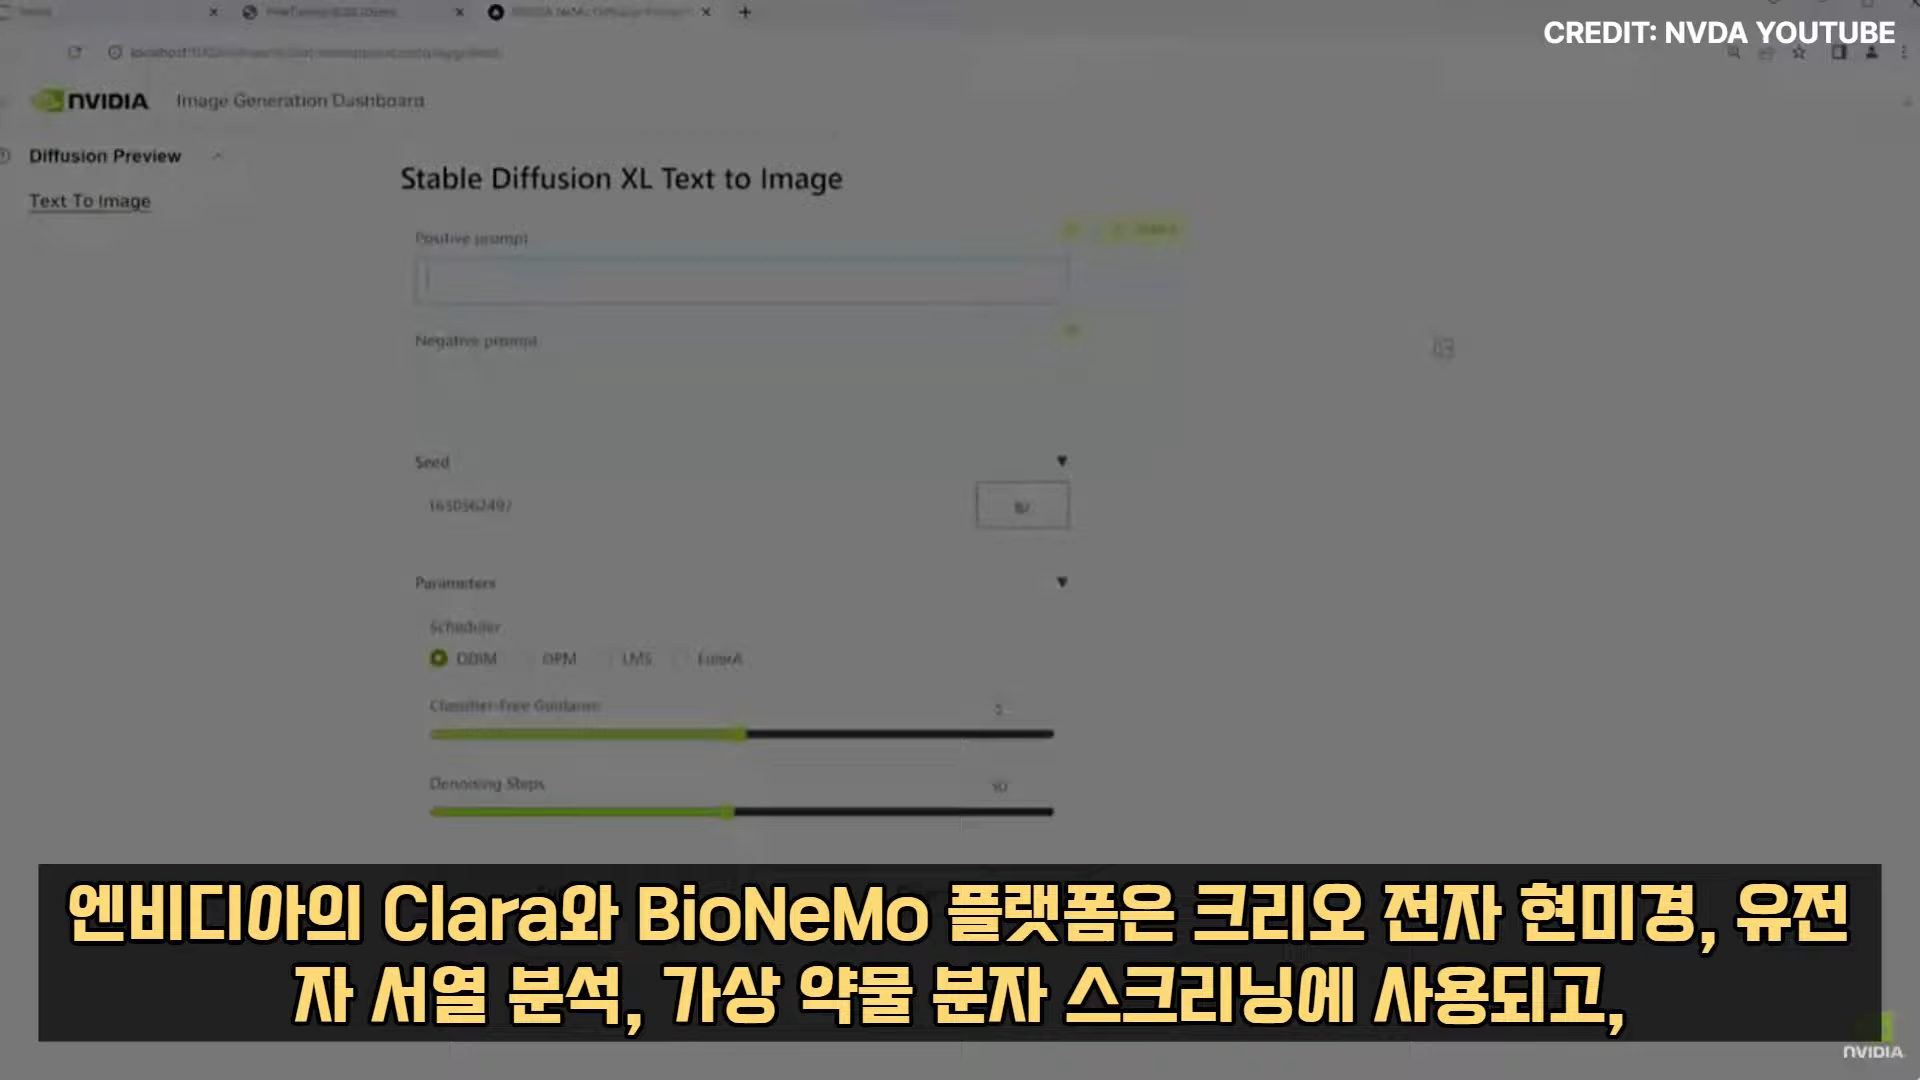 CREDIT: NVDA YOUTUBE
NVIDIA Image Generation Dashboard
Diffusion Preview
Text To Image
Stable Diffusion XL Text to Image
Positive prompt
Negative prompt
Seed
Parameters
Scheduler
DDIM DPM LMS EulerA
Classifier-Free Guidance
Denoising Steps
엔비디아의 Clara와 BioNeMo 플랫폼은 크리오 전자 현미경, 유전
자 서열 분석, 가상 약물 분자 스크리닝에 사용되고,
NVIDIA